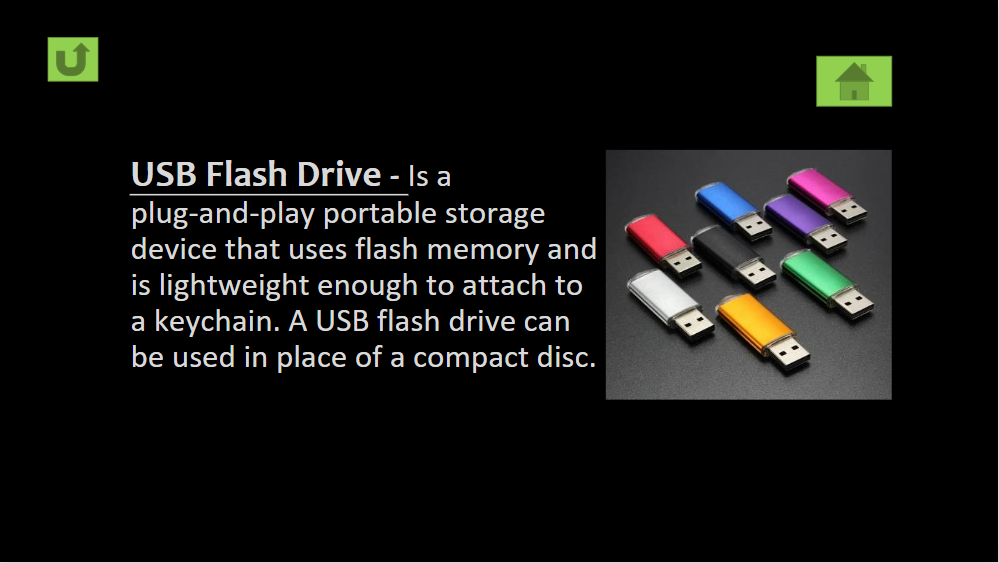 USB Flash Drive - Is a
plug-and-play portable storage
device that uses flash memory and
is lightweight enough to attach to
a keychain. A USB flash drive can
be used in place of a compact disc.